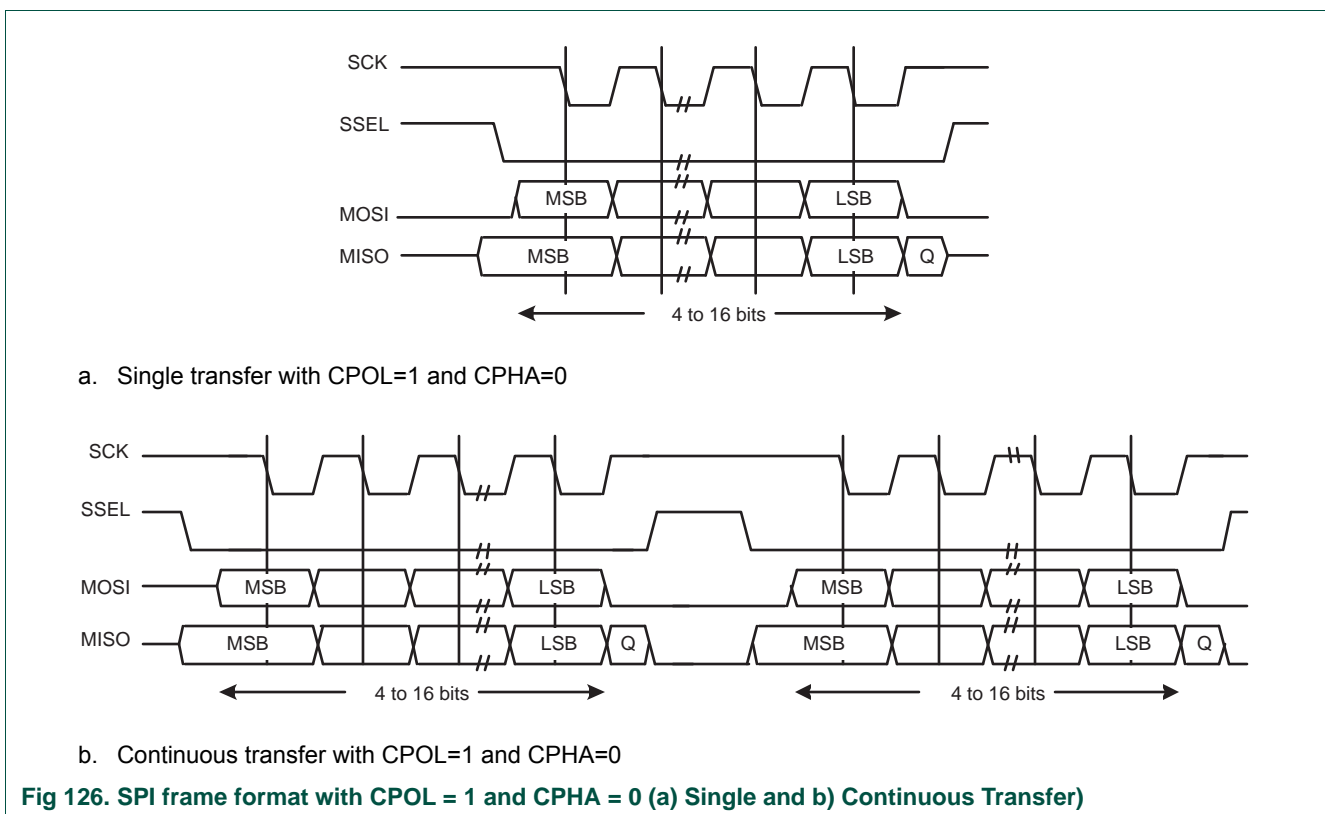 SCK
SSEL
MOSI
MSB
LSB
MISO
MSB
LSB
Q
4 to 16 bits
a. Single transfer with CPOL=1 and CPHA=0
SCK
SSEL
MOSI
MSB
LSB
MSB
LSB
MISO
MSB
LSB
Q
MSB
LSB
Q
4 to 16 bits
4 to 16 bits
b. Continuous transfer with CPOL=1 and CPHA=0
Fig 126. SPI frame format with CPOL = 1 and CPHA = 0 (a) Single and b) Continuous Transfer)